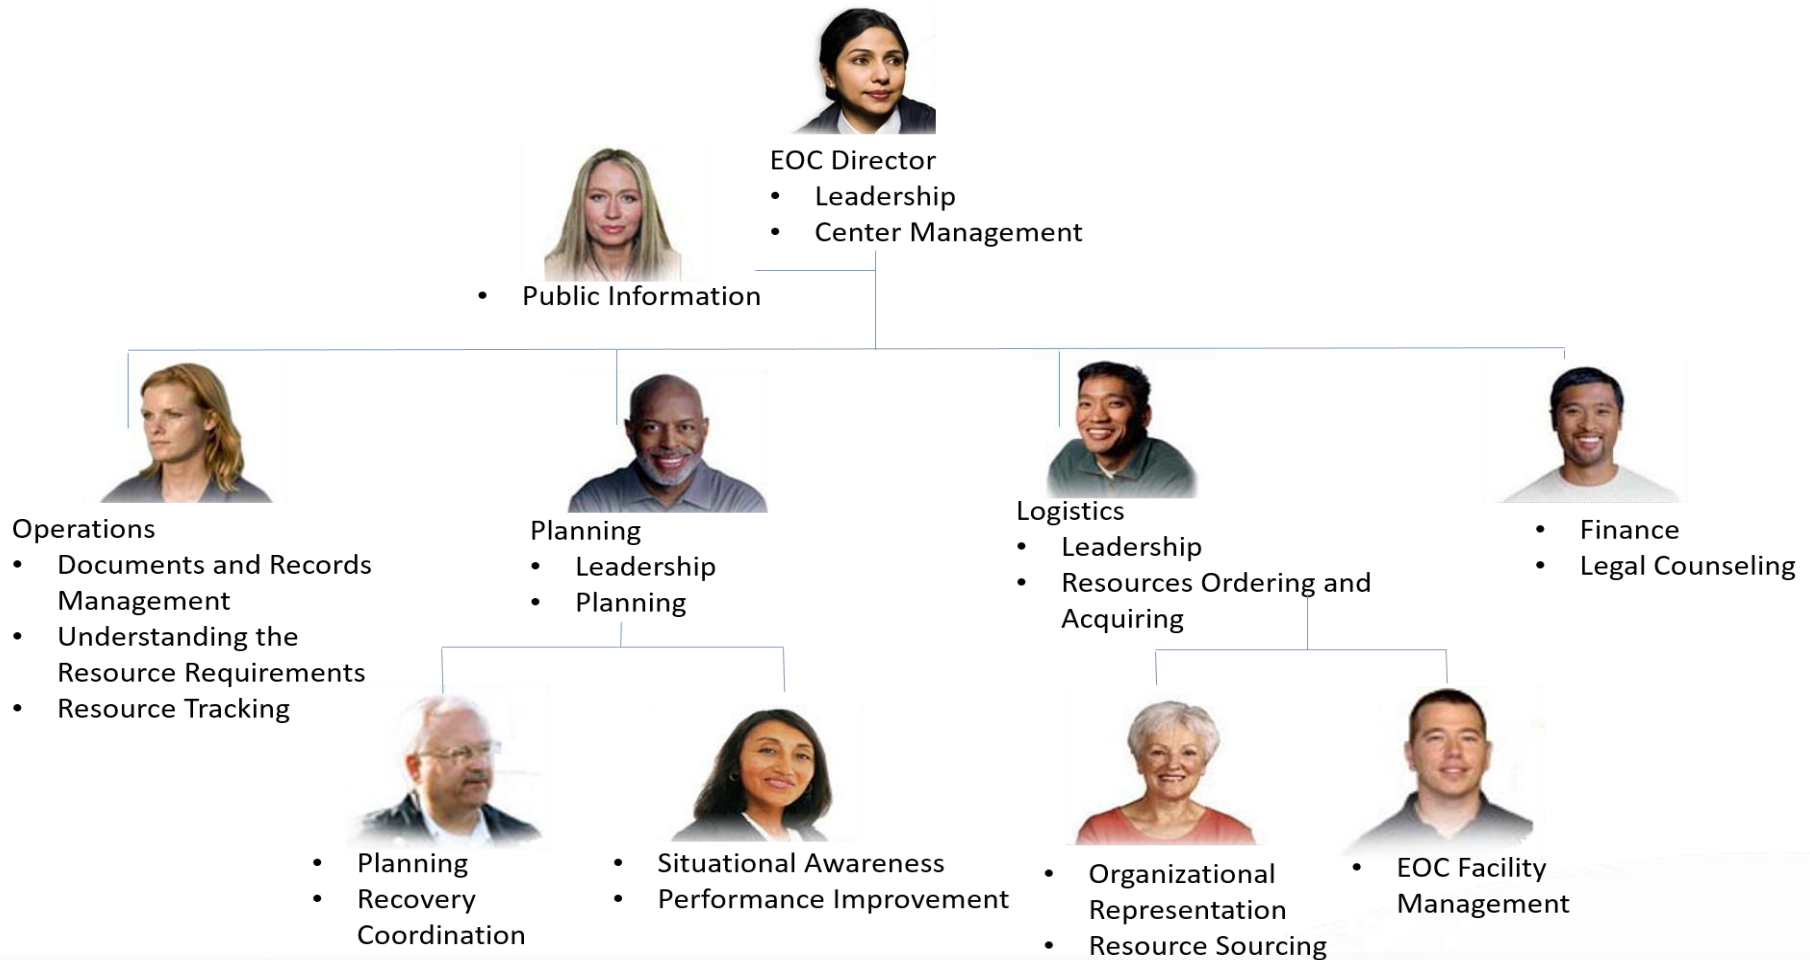 EOC Director
• Leadership
• Center Management
• Public Information
Operations
• Documents and Records
Management
• Understanding the
Resource Requirements
• Resource Tracking
Planning
• Leadership
• Planning
Logistics
• Leadership
• Resources Ordering and
Acquiring
• Finance
• Legal Counseling
• Planning
• Recovery
Coordination
• Situational Awareness
• Performance Improvement
• Organizational
Representation
• Resource Sourcing
• EOC Facility
Management